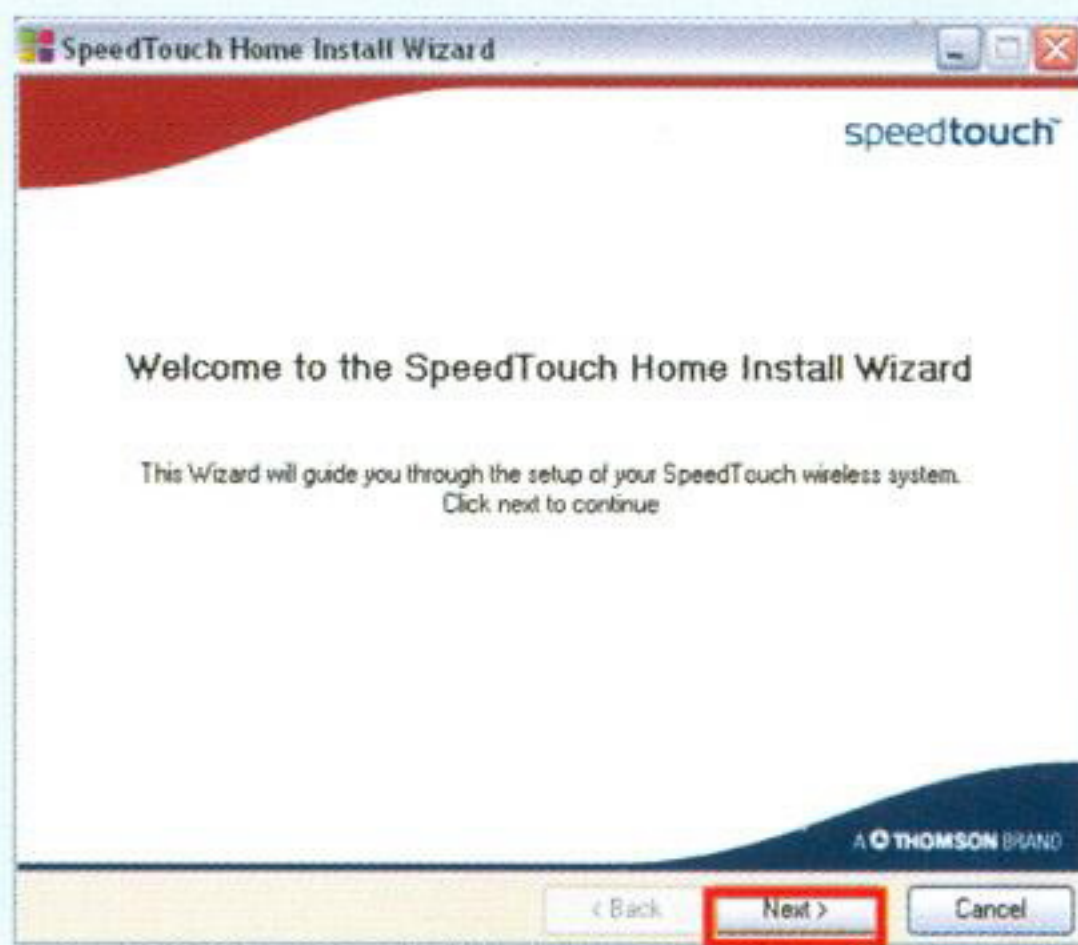 SpeedTouch Home Install Wizard
speedtouch™
Welcome to the SpeedTouch Home Install Wizard
This Wizard will guide you through the setup of your SpeedTouch wireless system.
Click next to continue
A THOMSON BRAND
< Back
Next >
Cancel